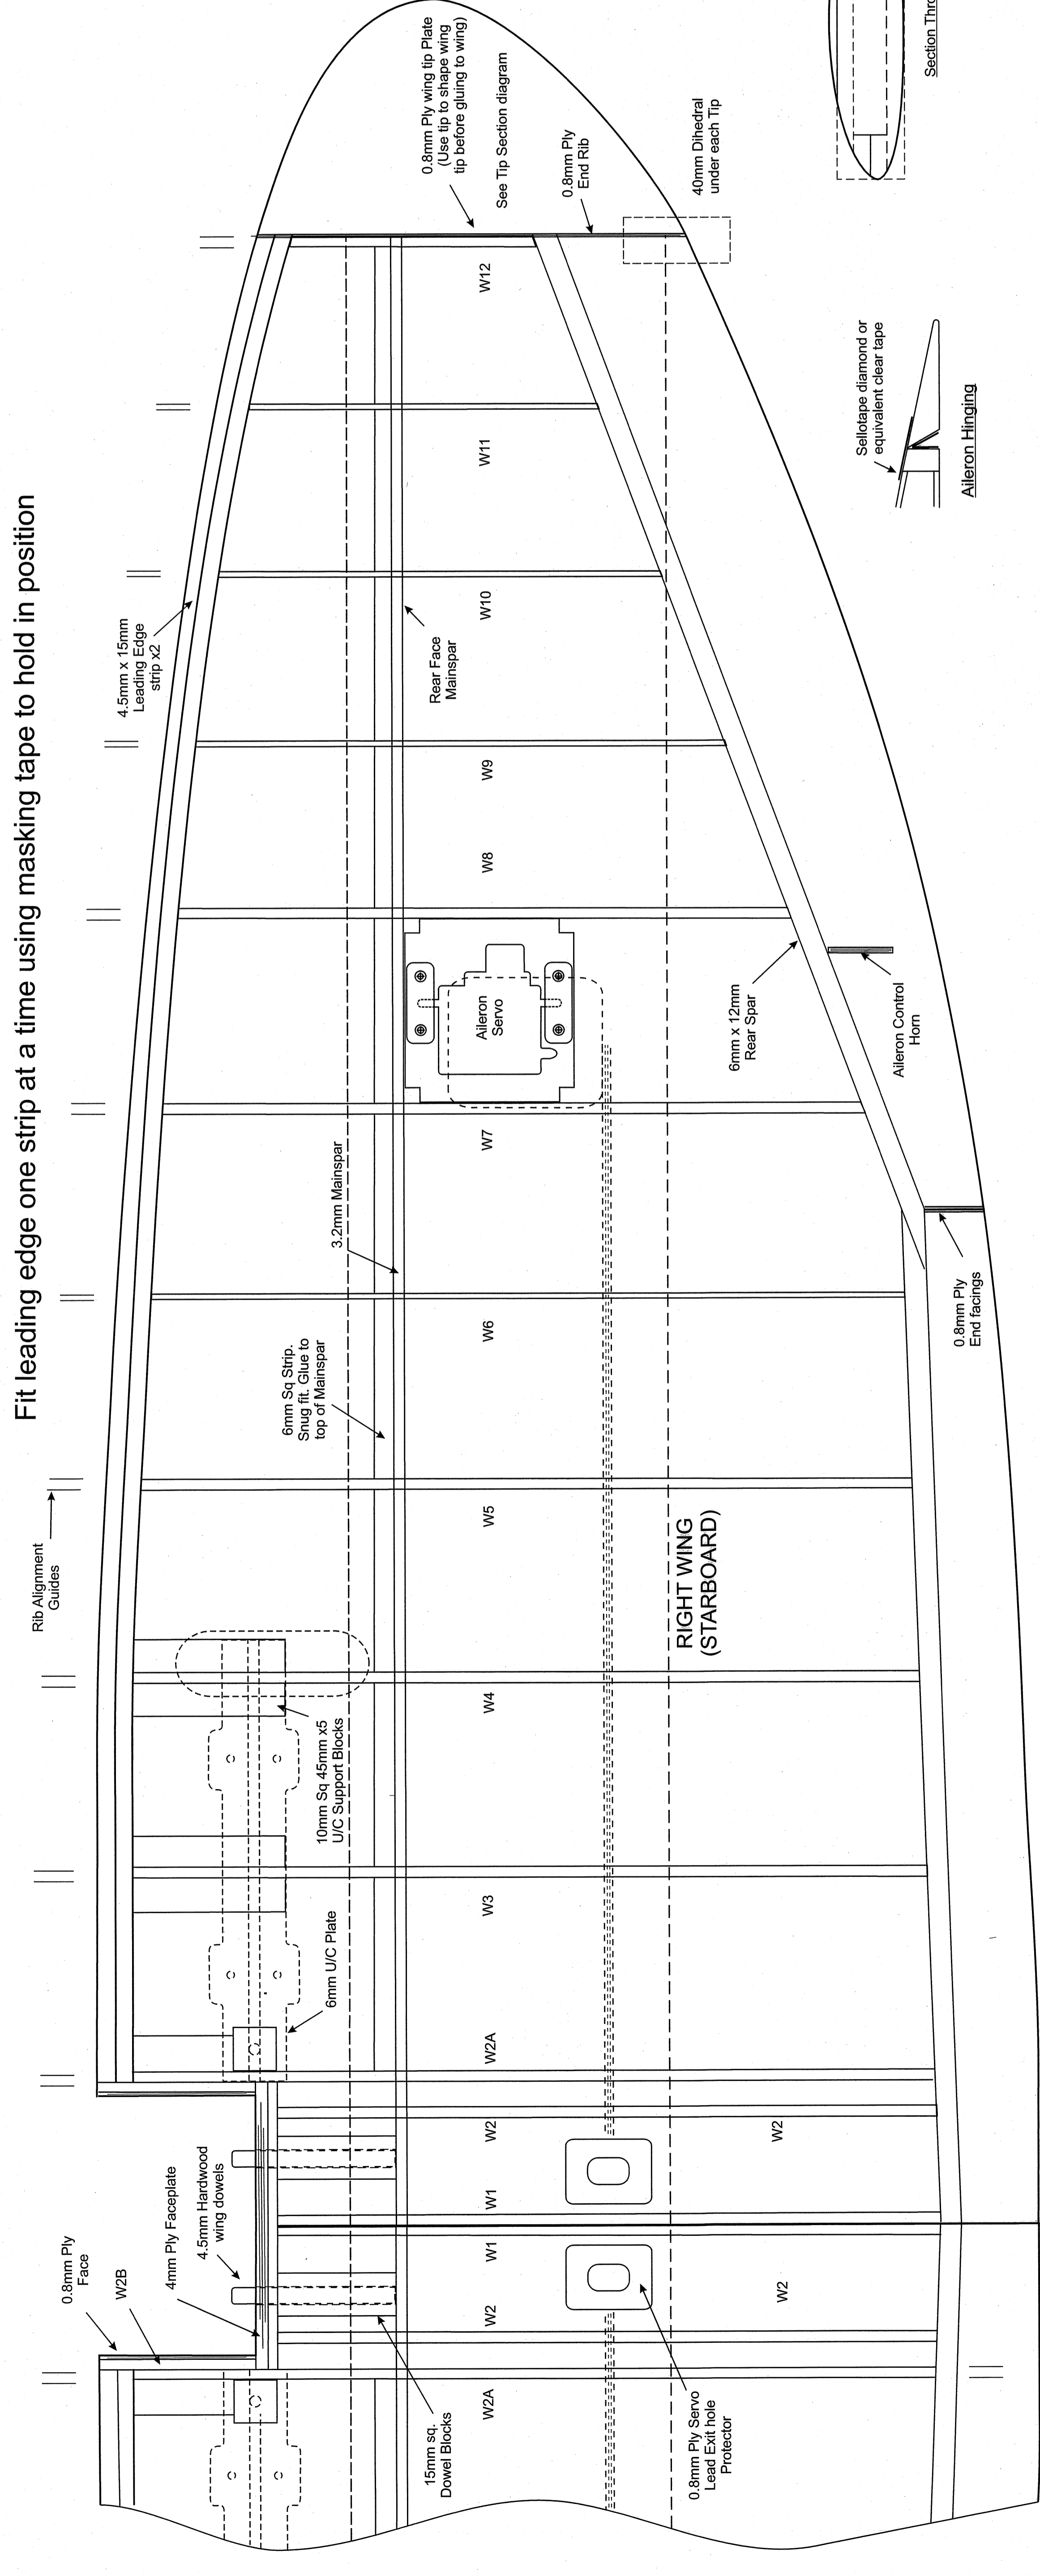 Fit leading edge one strip at a time using masking tape to hold in position
0.8mm Ply
Face
W2B
4mm Ply Faceplate
4.5mm Hardwood
wing dowels
Rib Alignment
Guides
4.5mm x 15mm
Leading Edge
strip x2
6mm U/C Plate
10mm Sq 45mm x5
U/C Support Blocks
6mm Sq Strip.
Snug fit. Glue to
top of Mainspar
3.2mm Mainspar
Rear Face
Mainspar
0.8mm Ply wing tip Plate
(Use tip to shape wing
tip before gluing to wing)
See Tip Section diagram
0.8mm Ply
End Rib
40mm Dihedral
under each Tip
15mm sq.
Dowel Blocks
W2A
W2
W1
W1
W2
W2A
W3
W4
W5
W6
W7
Aileron
Servo
W8
W9
W10
W11
W12
0.8mm Ply Servo
Lead Exit hole
Protector
W2
W2
RIGHT WING
(STARBOARD)
6mm x 12mm
Rear Spar
Aileron Control
Horn
0.8mm Ply
End facings
Sellotape diamond or
equivalent clear tape
Aileron Hinging
Section Thro